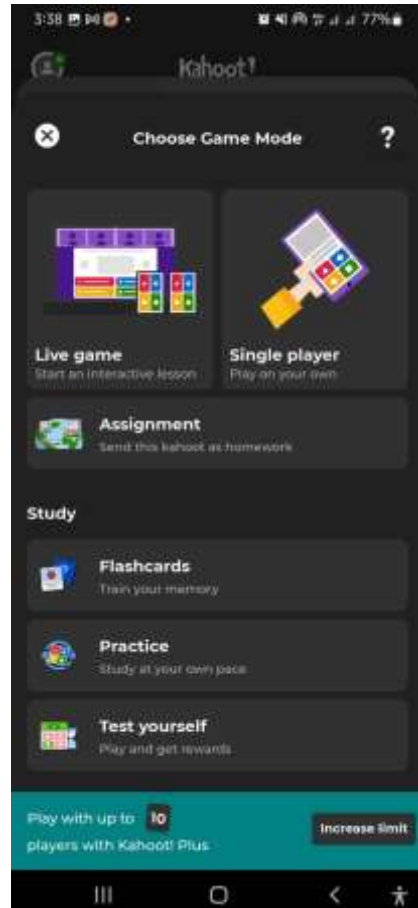 3:38
77%
Kahoot!
Choose Game Mode
?
Live game
Start an interactive lesson
Single player
Play on your own
Assignment
Send this kahoot as homework
Study
Flashcards
Train your memory
Practice
Study at your own pace
Test yourself
Play and get rewards
Play with up to 10
players with Kahoot! Plus
Increase limit